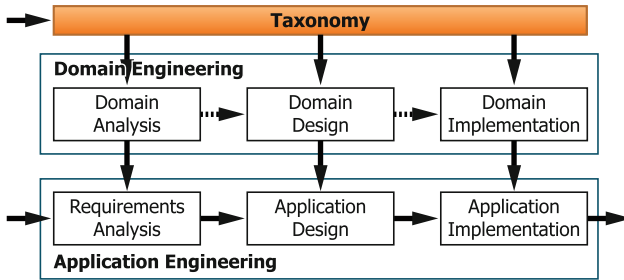 Taxonomy
Domain Engineering
Domain
Analysis
Domain
Design
Domain
Implementation
Requirements
Analysis
Application
Design
Application
Implementation
Application Engineering